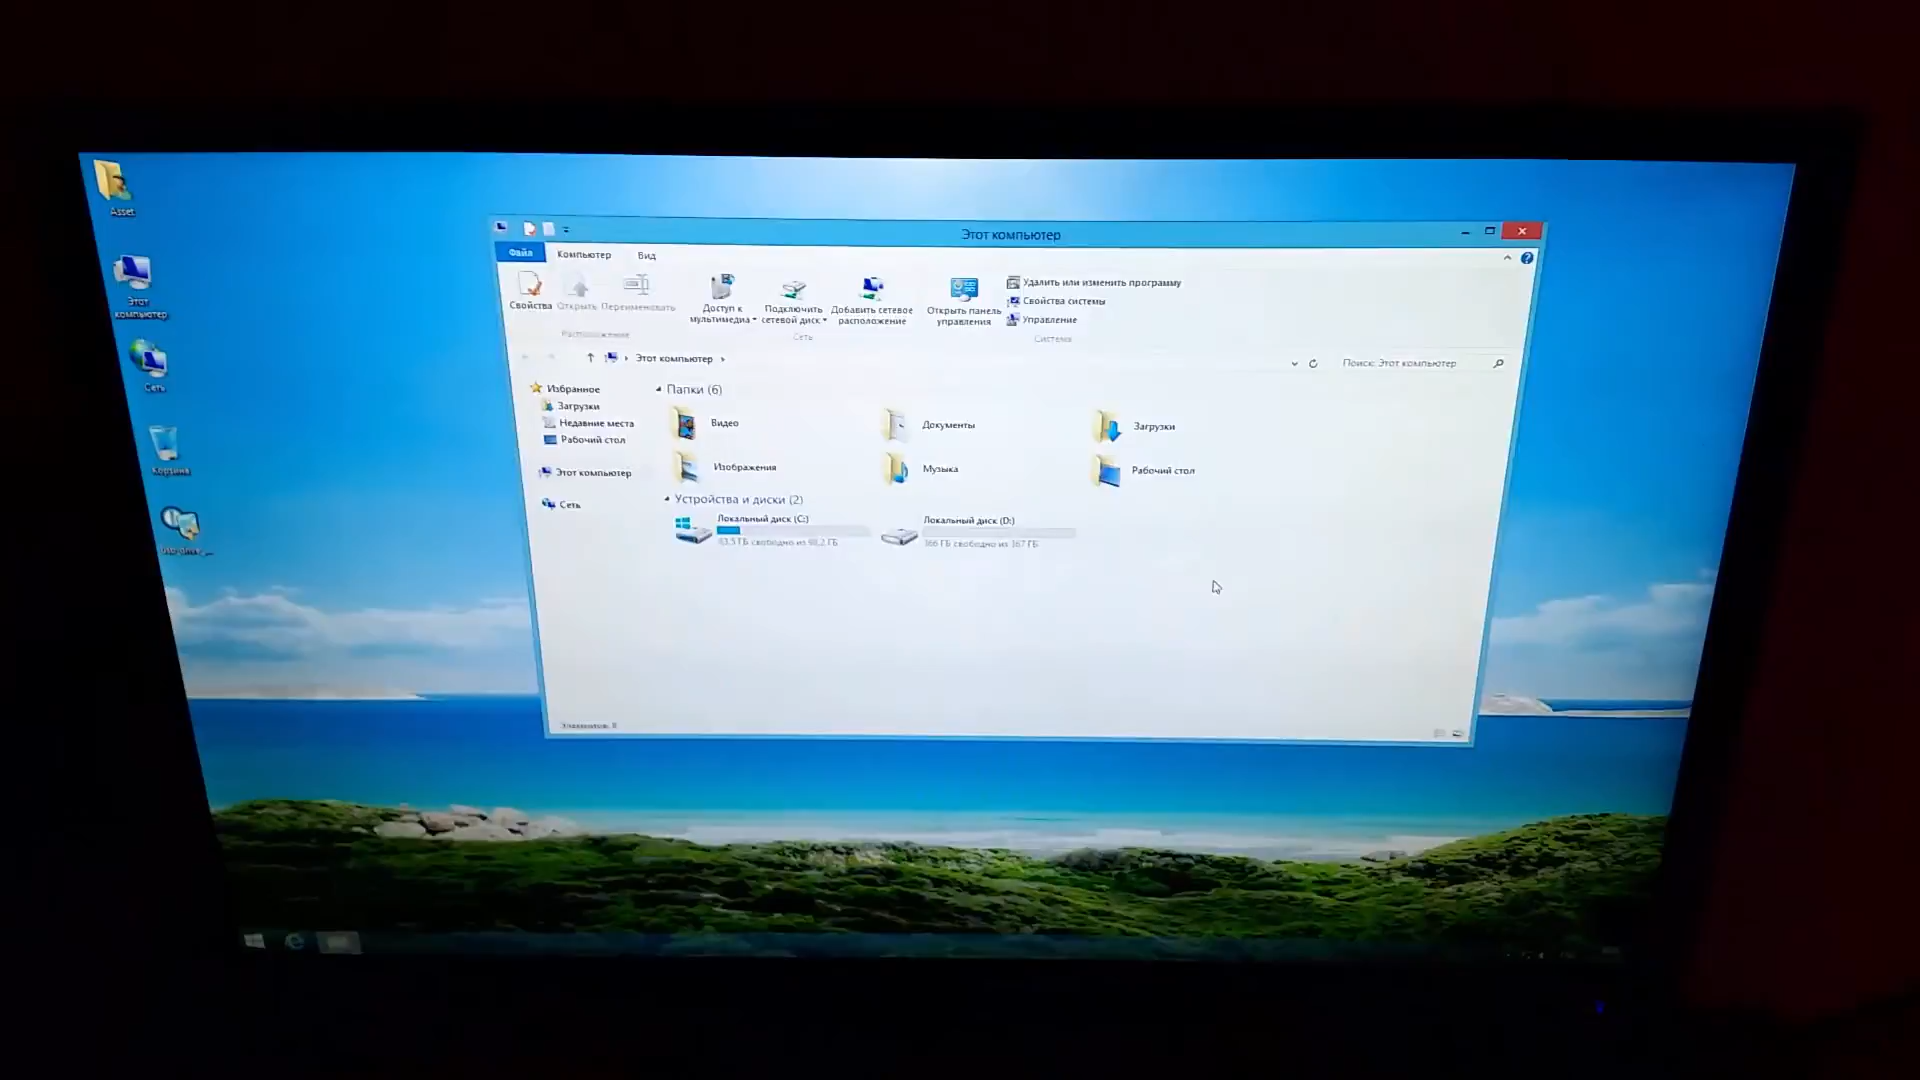 Asset
Этот
компьютер
Сеть
Корзина
Этот компьютер
Файл
Компьютер
Вид
Свойства
Открыть
Переименовать
Расположение
Доступ к
мультимедиа
Подключить
сетевой диск
Добавить сетевое
расположение
Сеть
Открыть панель
управления
Удалить или изменить программу
Свойства системы
Управление
Система
Этот компьютер
Поиск: Этот компьютер
Избранное
Загрузки
Недавние места
Рабочий стол
Этот компьютер
Сеть
Папки (6)
Видео
Документы
Загрузки
Изображения
Музыка
Рабочий стол
Устройства и диски (2)
Локальный диск (C:)
83,5 ГБ свободно из 98,2 ГБ
Локальный диск (D:)
366 ГБ свободно из 367 ГБ
Элементов: 8